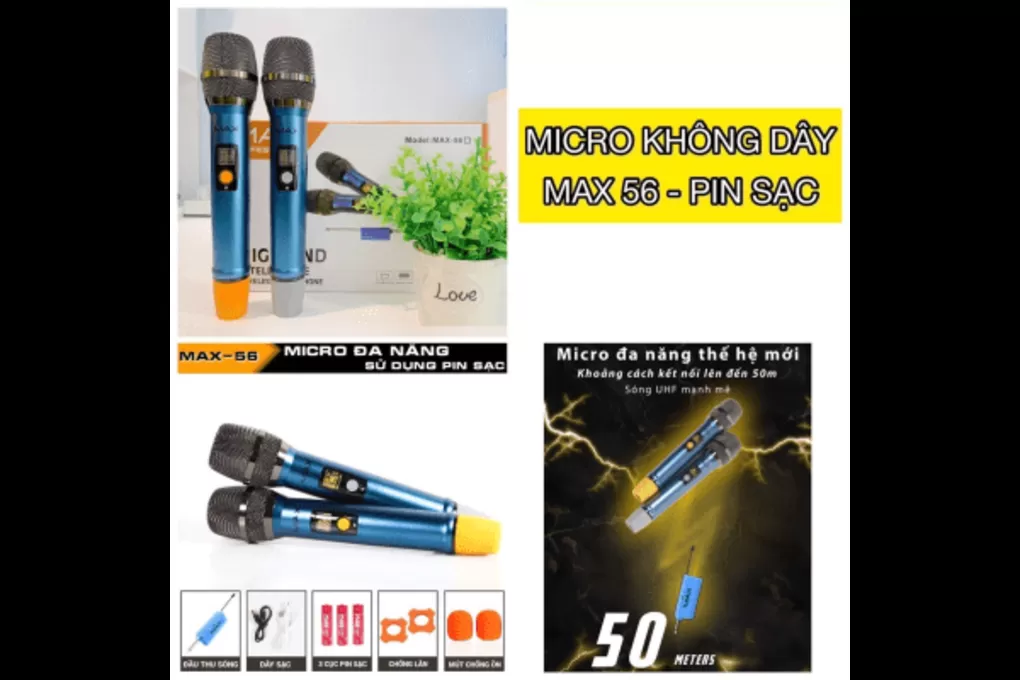 Model:MAX-56
Love
MAX-56
MICRO ĐA NĂNG
SỬ DỤNG PIN SẠC
MICRO KHÔNG DÂY
MAX 56 - PIN SẠC
ĐẦU THU SÓNG
DÂY SẠC
3 CỤC PIN SẠC
CHỐNG LĂN
MÚT CHỐNG ỒN
Micro đa năng thế hệ mới
Khoảng cách kết nối lên đến 50m
Sóng UHF mạnh mẽ
50
METERS